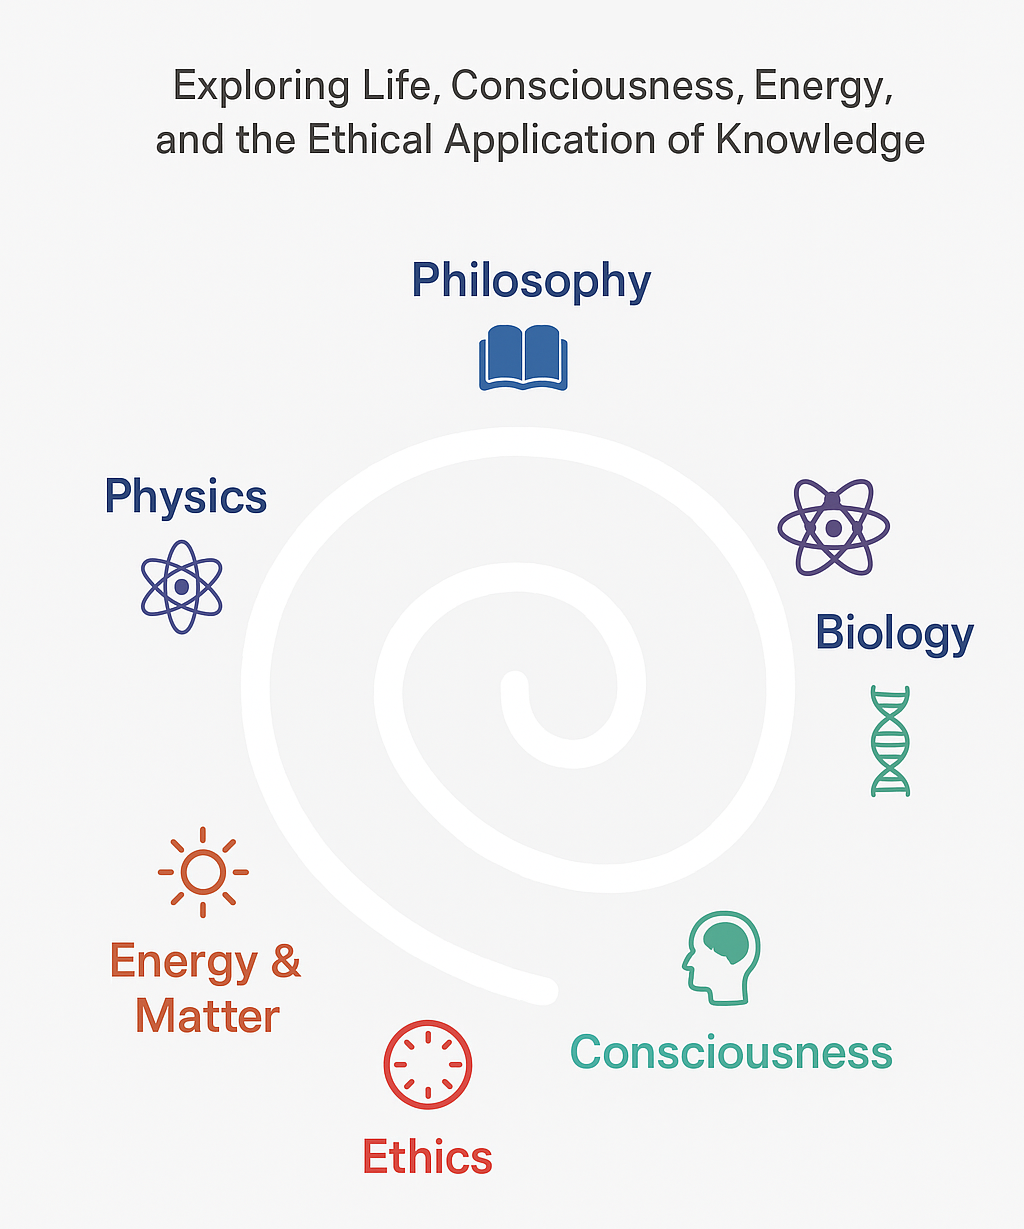 Exploring Life, Consciousness, Energy,
and the Ethical Application of Knowledge
Philosophy
Physics
Biology
Energy &
Matter
Consciousness
Ethics